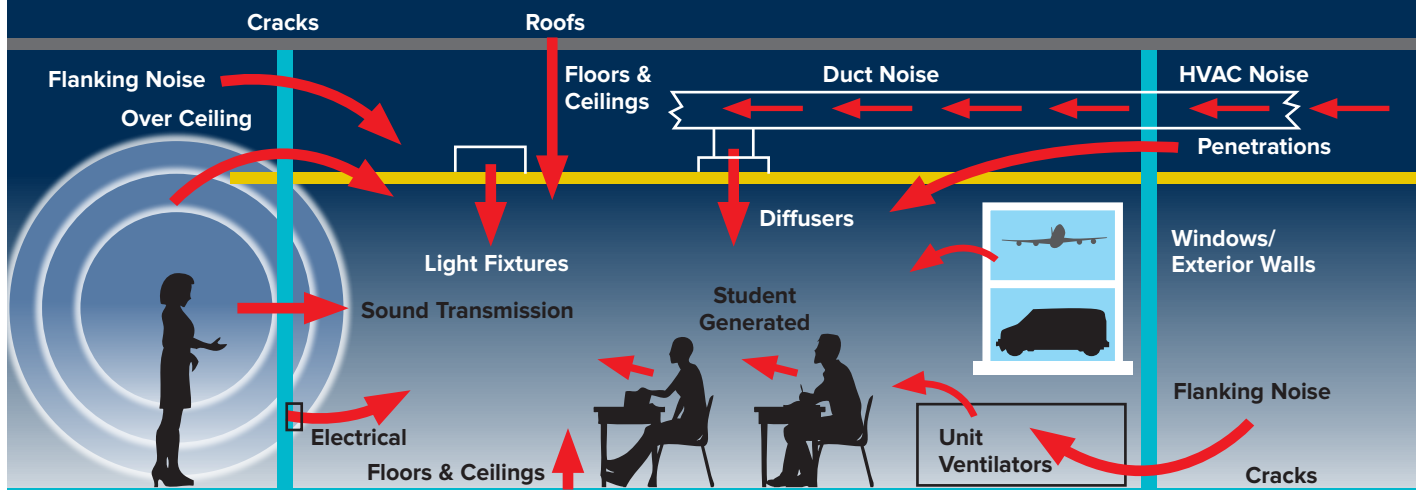 Cracks
Roofs
Flanking Noise
Floors &
Ceilings
Duct Noise
HVAC Noise
Over Ceiling
Penetrations
Diffusers
Light Fixtures
Windows/
Exterior Walls
Sound Transmission
Student
Generated
Flanking Noise
Electrical
Unit
Ventilators
Floors & Ceilings
Cracks